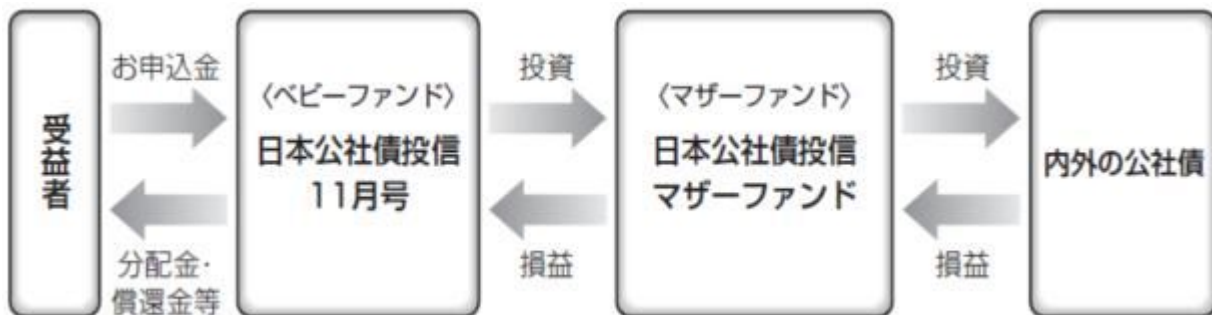 受益者
お申込金
分配金・
償還金等
〈ベビーファンド〉
日本公社債投信
11月号
投資
損益
〈マザーファンド〉
日本公社債投信
マザーファンド
投資
損益
内外の公社債